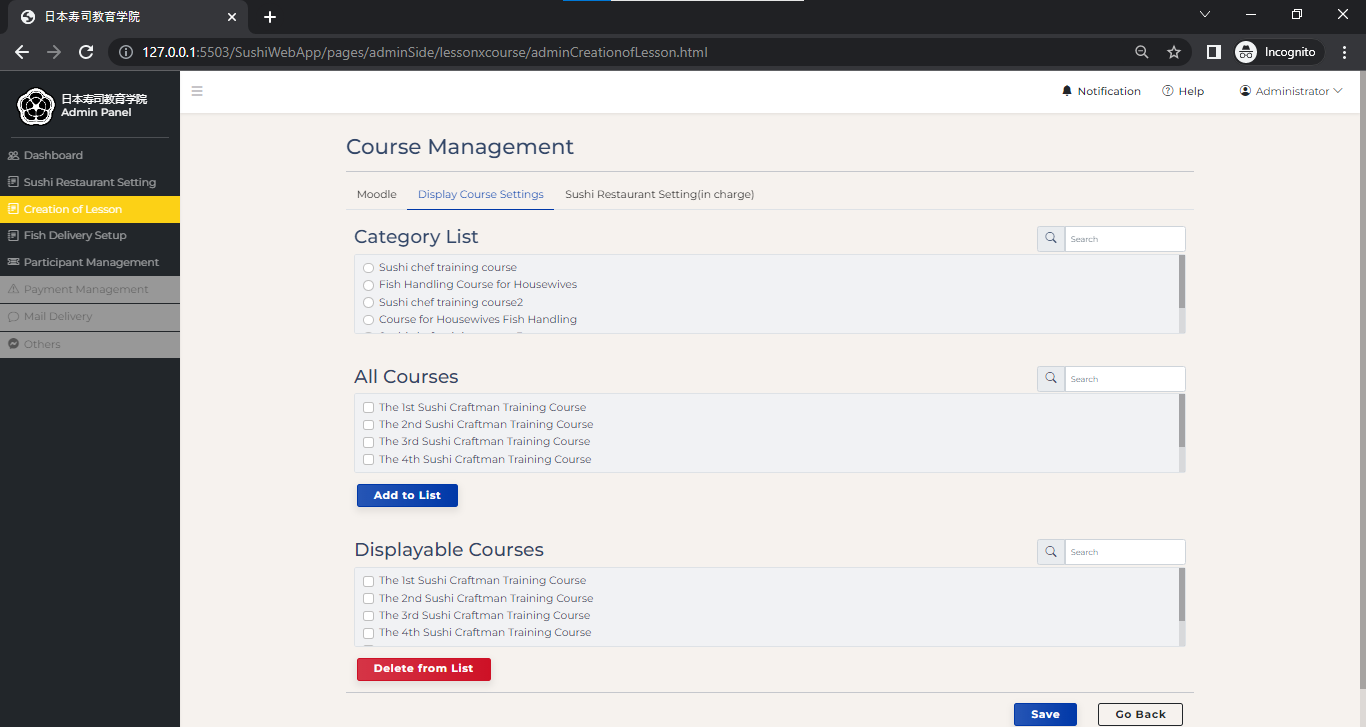 日本寿司教育学院
127.0.0.1:5503/SushiWebApp/pages/adminSide/lessonxcourse/adminCreationofLesson.html
Incognito
日本寿司教育学院
Admin Panel
Dashboard
Sushi Restaurant Setting
Creation of Lesson
Fish Delivery Setup
Participant Management
Payment Management
Mail Delivery
Others
Notification
Help
Administrator
Course Management
Moodle
Display Course Settings
Sushi Restaurant Setting(in charge)
Category List
Search
Sushi chef training course
Fish Handling Course for Housewives
Sushi chef training course2
Course for Housewives Fish Handling
All Courses
Search
The 1st Sushi Craftman Training Course
The 2nd Sushi Craftman Training Course
The 3rd Sushi Craftman Training Course
The 4th Sushi Craftman Training Course
Add to List
Displayable Courses
Search
The 1st Sushi Craftman Training Course
The 2nd Sushi Craftman Training Course
The 3rd Sushi Craftman Training Course
The 4th Sushi Craftman Training Course
Delete from List
Save
Go Back